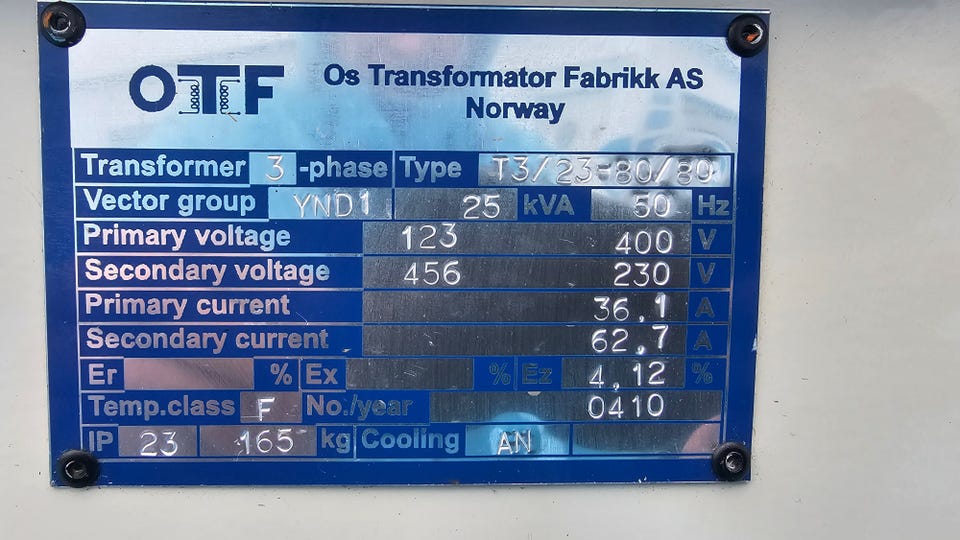 OTF
Os Transformator Fabrikk AS
Norway
Transformer 3 -phase Type T3/23-80/80
Vector group YND1 25 kVA 50 Hz
Primary voltage 123 400 V
Secondary voltage 456 230 V
Primary current 36,1 A
Secondary current 62,7 A
Er % Ex % Ez 4,12 %
Temp.class F No./year 0410
IP 23 165 kg Cooling AN